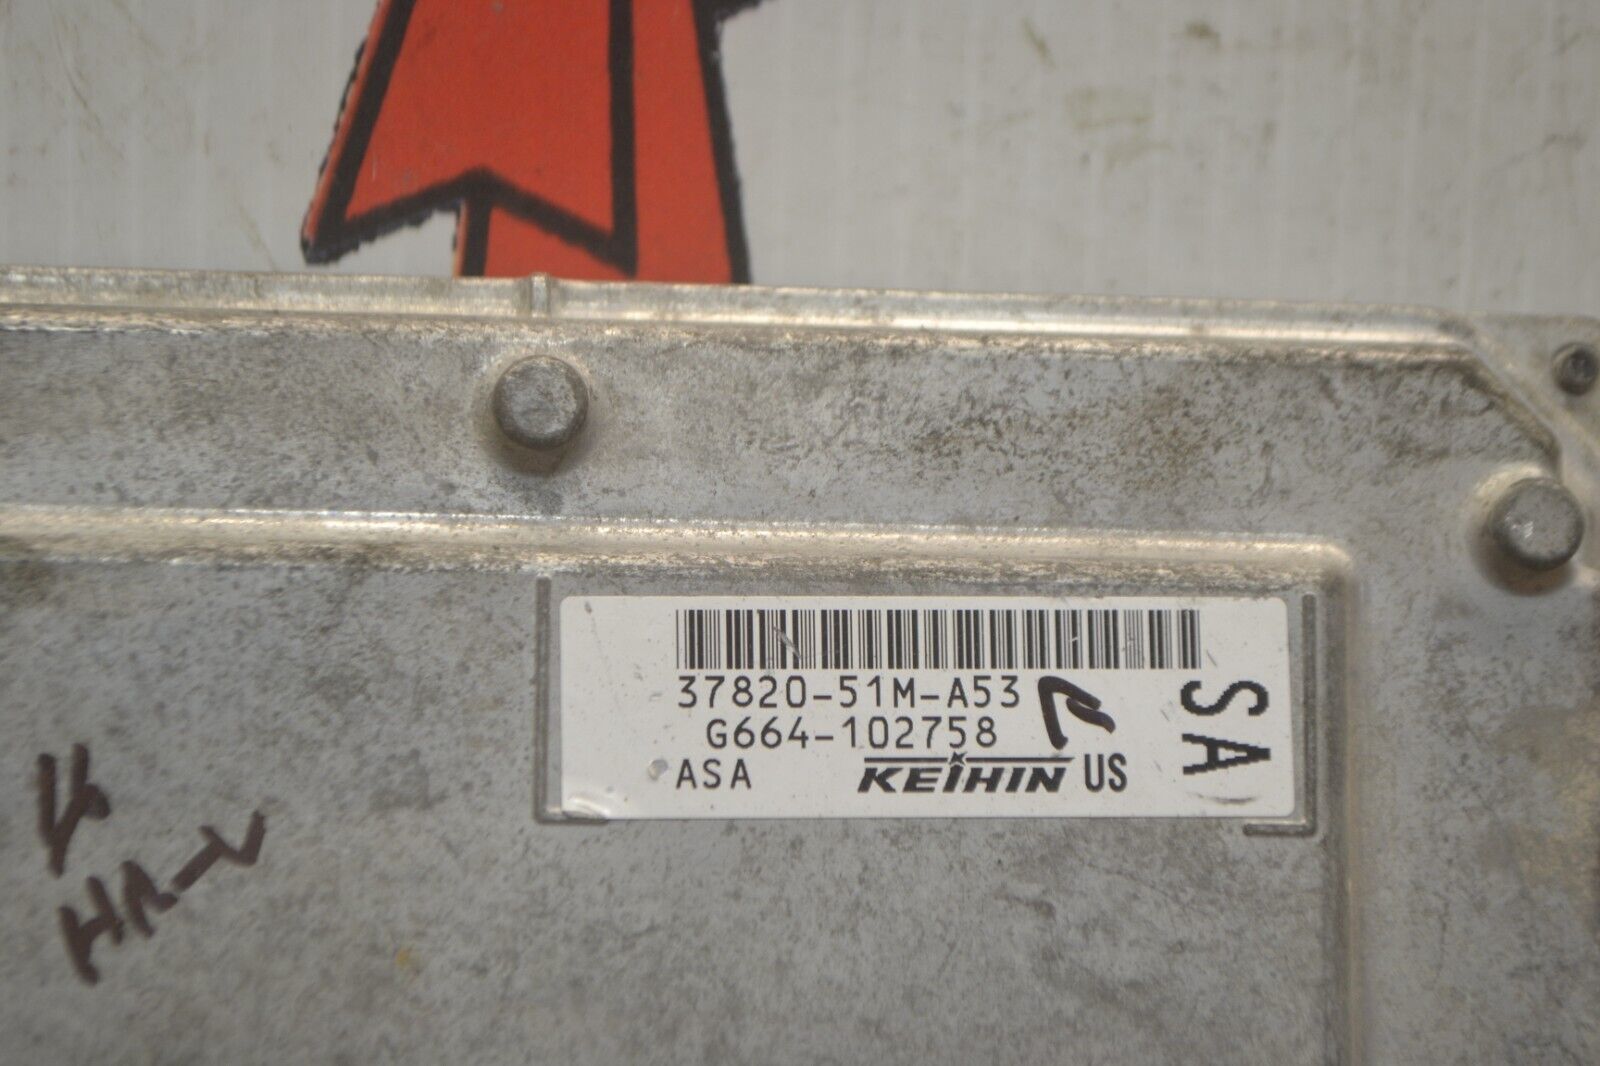 37820-51M-A53
G664-102758
ASA KEIHIN US
SA
HR-V